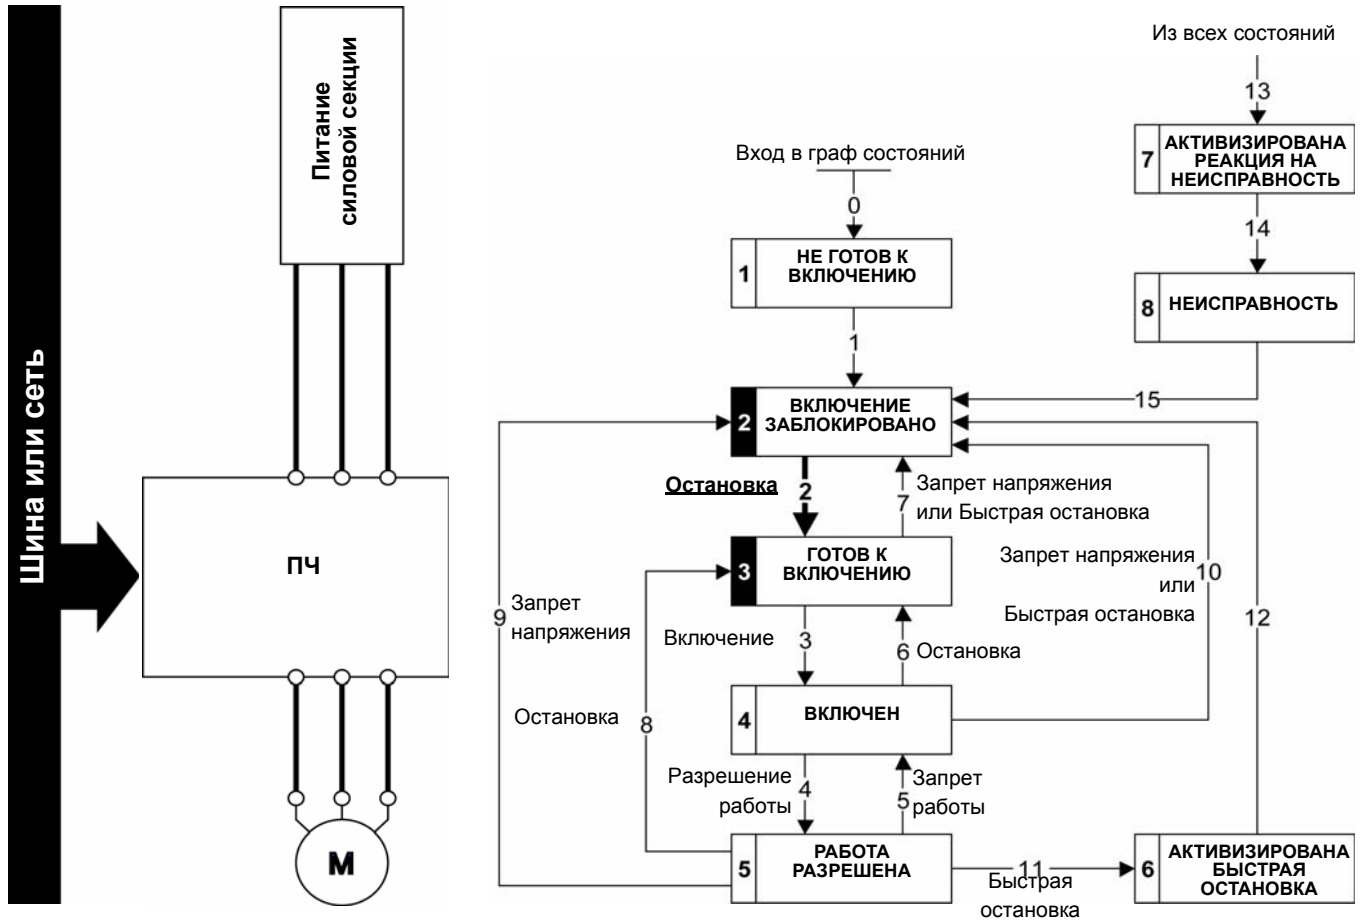 Шина или сеть
Питание
силовой секции
ПЧ
М
Из всех состояний
13
7
АКТИВИЗИРОВАНА
РЕАКЦИЯ НА
НЕИСПРАВНОСТЬ
14
8
НЕИСПРАВНОСТЬ
15
Вход в граф состояний
0
1
НЕ ГОТОВ К
ВКЛЮЧЕНИЮ
1
2
ВКЛЮЧЕНИЕ
ЗАБЛОКИРОВАНО
Остановка
2
7
Запрет напряжения
или Быстрая остановка
3
ГОТОВ К
ВКЛЮЧЕНИЮ
Запрет напряжения
или
Быстрая остановка
10
12
9
Запрет
напряжения
Включение
3
6
Остановка
Остановка
8
4
ВКЛЮЧЕН
Разрешение
работы
4
5
Запрет
работы
5
РАБОТА
РАЗРЕШЕНА
11
Быстрая
остановка
6
АКТИВИЗИРОВАНА
БЫСТРАЯ
ОСТАНОВКА